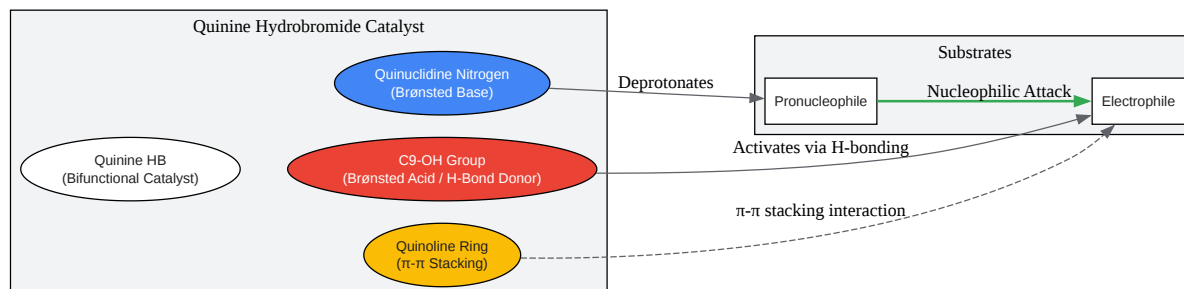 Quinine Hydrobromide Catalyst
Quinuclidine Nitrogen
(Brønsted Base)
Quinine HB
(Bifunctional Catalyst)
C9-OH Group
(Brønsted Acid / H-Bond Donor)
Quinoline Ring
(π-π Stacking)
Deprotonates
Activates via H-bonding
π-π stacking interaction
Substrates
Pronucleophile
Nucleophilic Attack
Electrophile